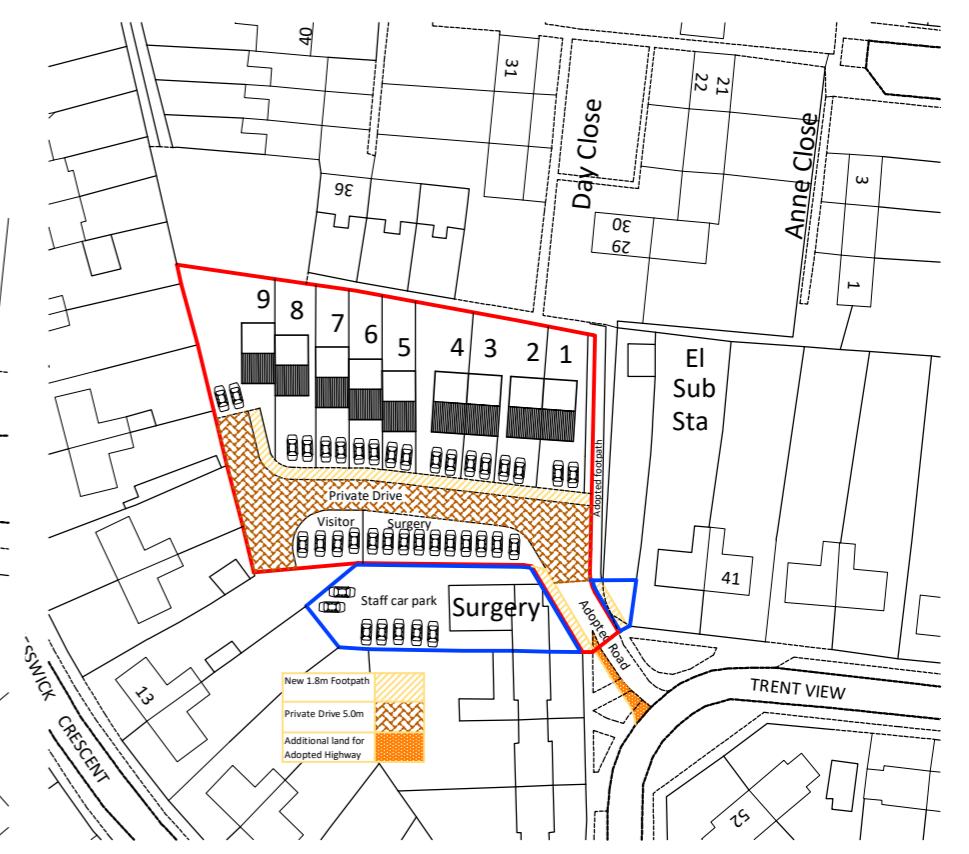 40
31
22
21
Day Close
Anne Close
3
1
36
30
29
9
8
7
6
5
4
3
2
1
El
Sub
Sta
Adopted footpath
Private Drive
Visitor
Surgery
41
Staff car park
Surgery
Adopted Road
TRENT VIEW
13
SSWICK
CRESCENT
New 1.8m Footpath
Private Drive 5.0m
Additional land for
Adopted Highway
52